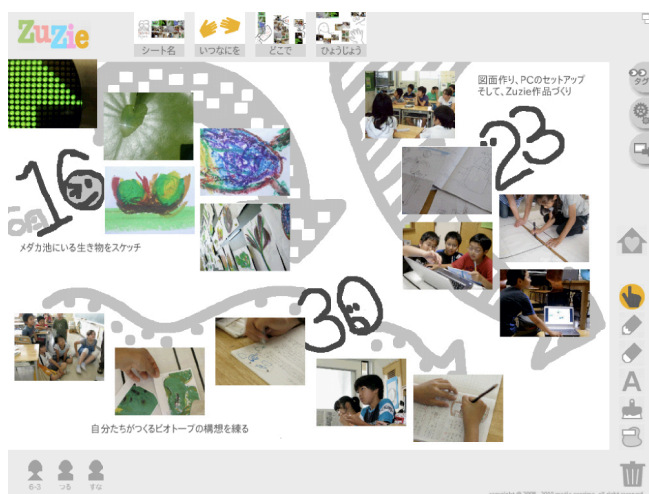 Zuzie
シート名
いつなにを
どこで
ひょうじょう
タグ
図面作り、PCのセットアップ
そして、Zuzie作品づくり
23
6月
16
メダカ池にいる生き物をスケッチ
30
自分たちがつくるビオトープの構想を練る
A
6-3
つる
すな